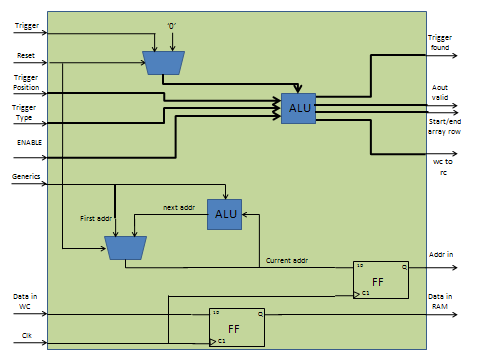 Trigger
'0'
Reset
Trigger
Position
Trigger
Type
ENABLE
Generics
ALU
Trigger
found
Aout
valid
Start/end
array row
wc to
rc
First addr
next addr
ALU
Current addr
Addr in
1D
Q
FF
C1
Data in
WC
Clk
1D
Q
FF
C1
Data in
RAM